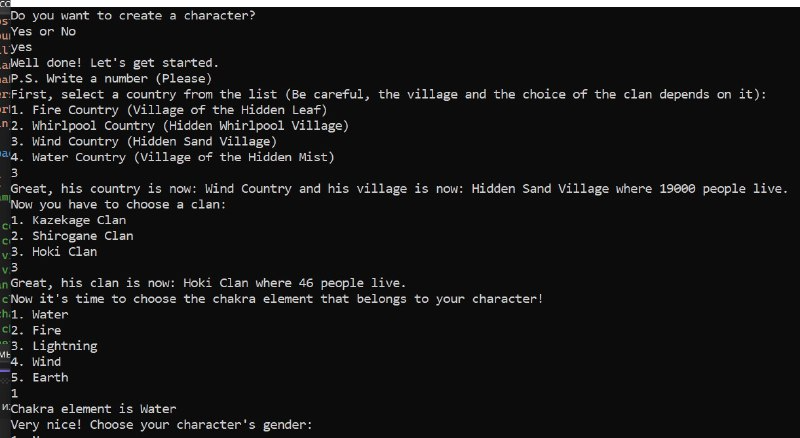 Do you want to create a character?
Yes or No
yes
Well done! Let's get started.
P.S. Write a number (Please)
First, select a country from the list (Be careful, the village and the choice of the clan depends on it):
1. Fire Country (Village of the Hidden Leaf)
2. Whirlpool Country (Hidden Whirlpool Village)
3. Wind Country (Hidden Sand Village)
4. Water Country (Village of the Hidden Mist)
3
Great, his country is now: Wind Country and his village is now: Hidden Sand Village where 19000 people live.
Now you have to choose a clan:
1. Kazekage Clan
2. Shirogane Clan
3. Hoki Clan
3
Great, his clan is now: Hoki Clan where 46 people live.
Now it's time to choose the chakra element that belongs to your character!
1. Water
2. Fire
3. Lightning
4. Wind
5. Earth
1
Chakra element is Water
Very nice! Choose your character's gender: